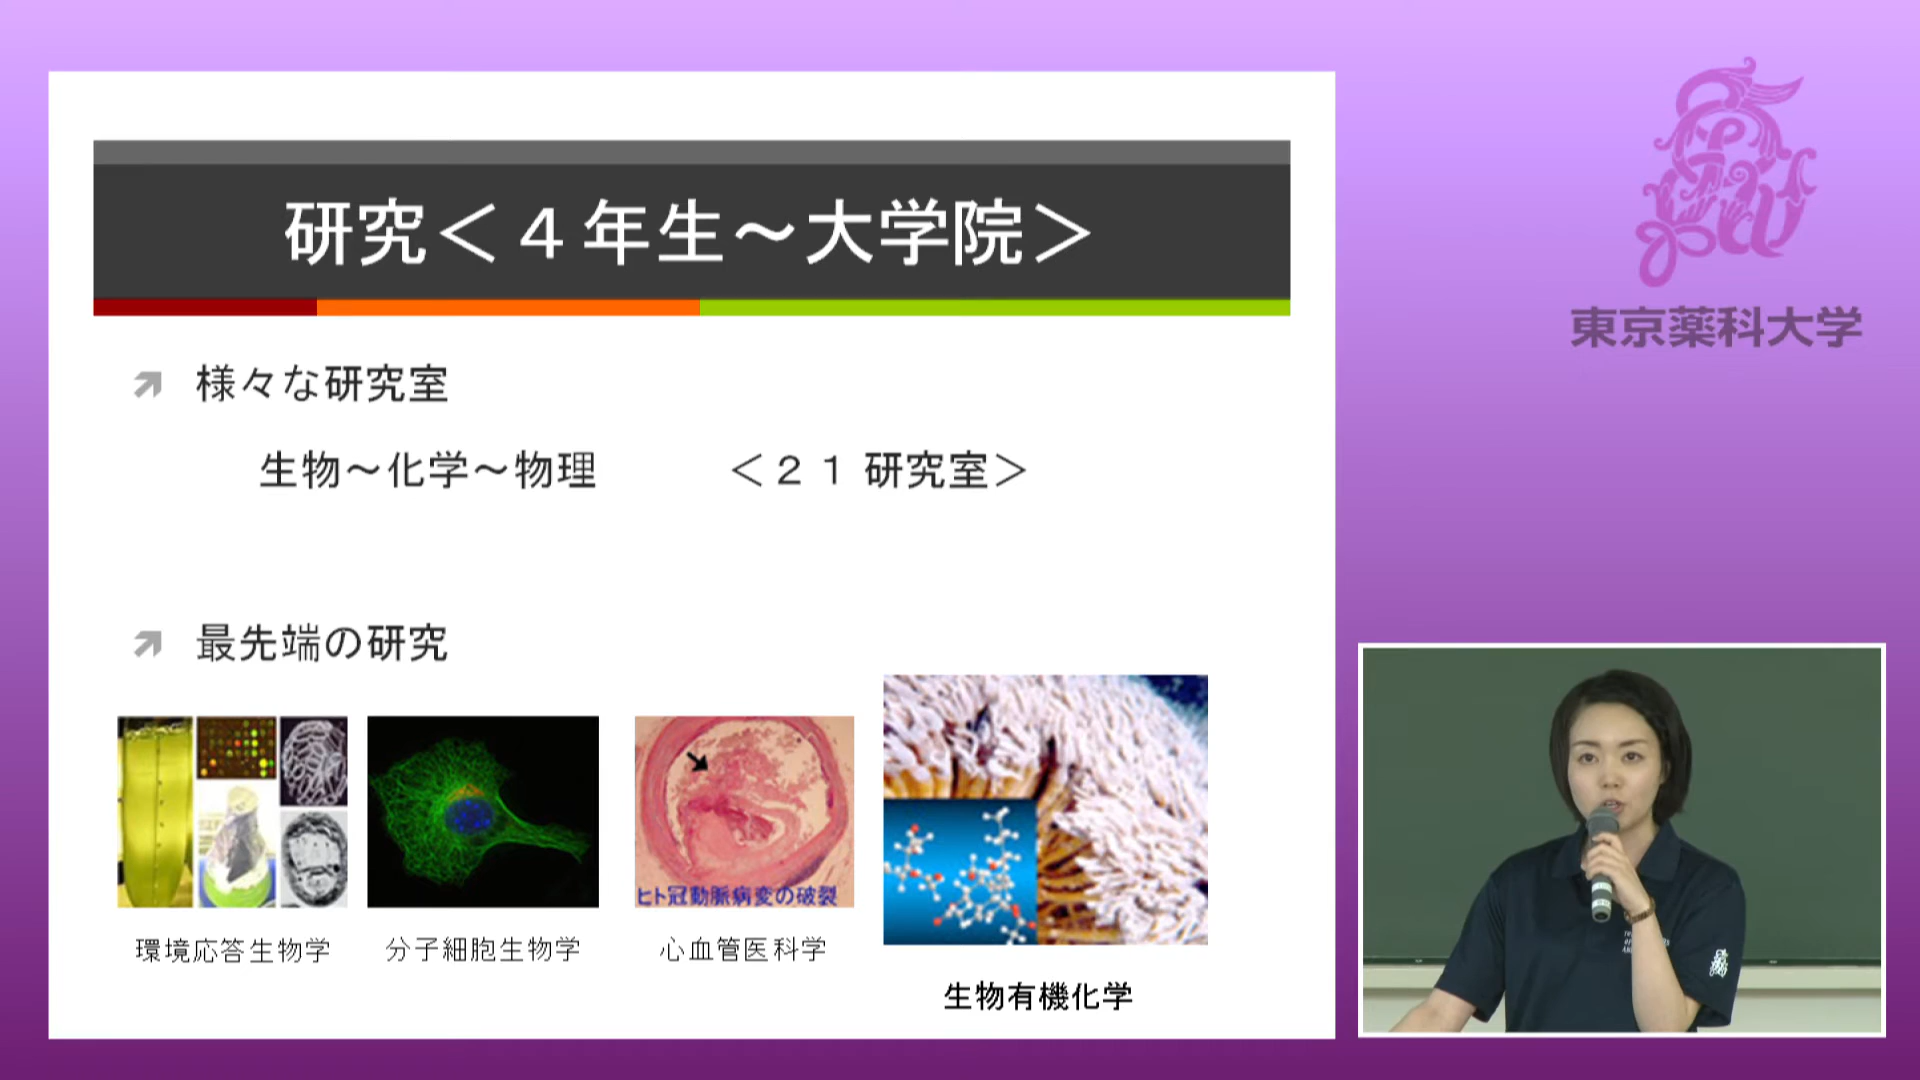 研究＜４年生～大学院＞
様々な研究室
生物～化学～物理　＜２１研究室＞
最先端の研究
ヒト冠動脈病変の破裂
環境応答生物学
分子細胞生物学
心血管医科学
生物有機化学
東京薬科大学